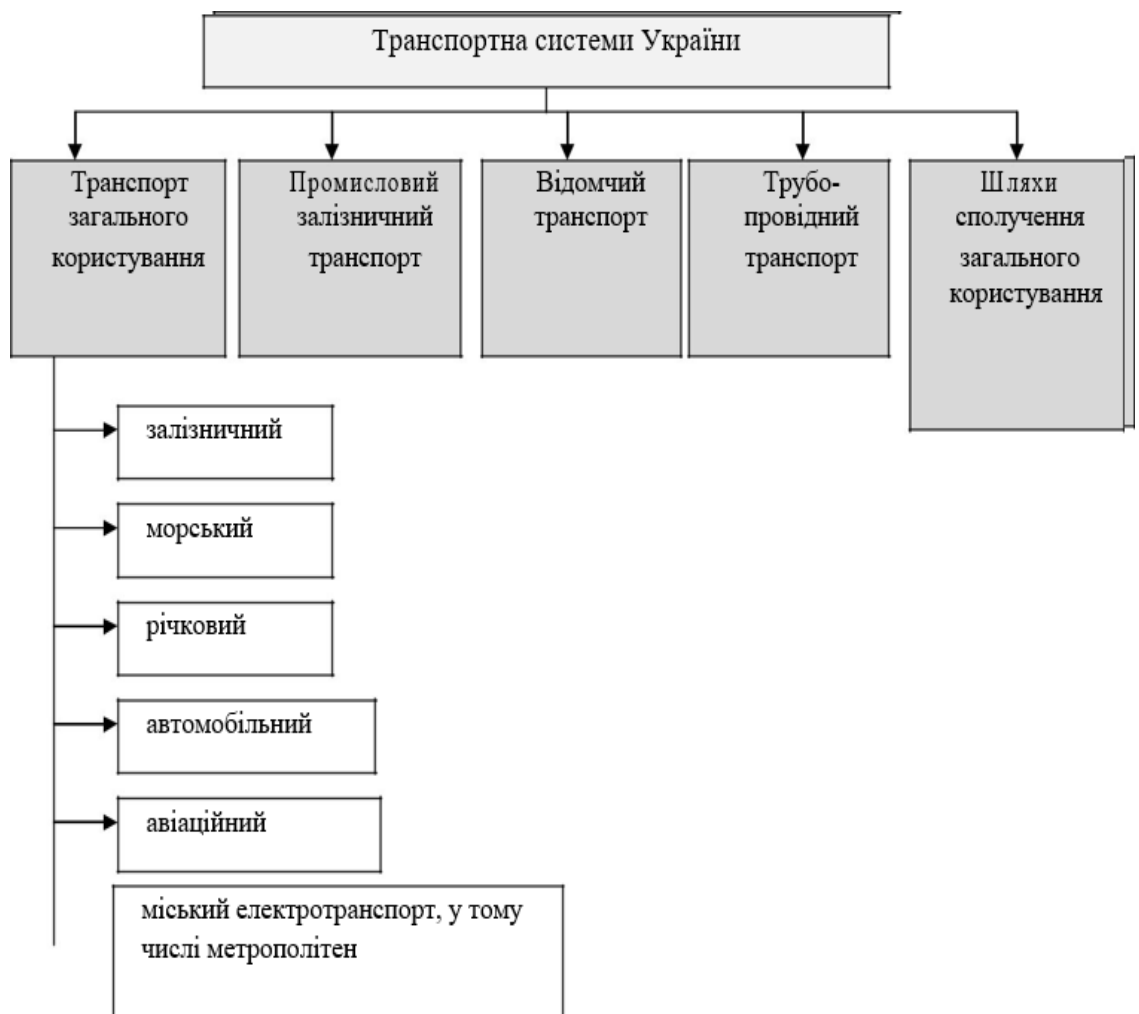 Транспортна системи України
Транспорт
загального
користування
Промисловий
залізничний
транспорт
Відомчий
транспорт
Трубо-
провідний
транспорт
Шляхи
сполучення
загального
користування
залізничний
морський
річковий
автомобільний
авіаційний
міський електротранспорт, у тому
числі метрополітен